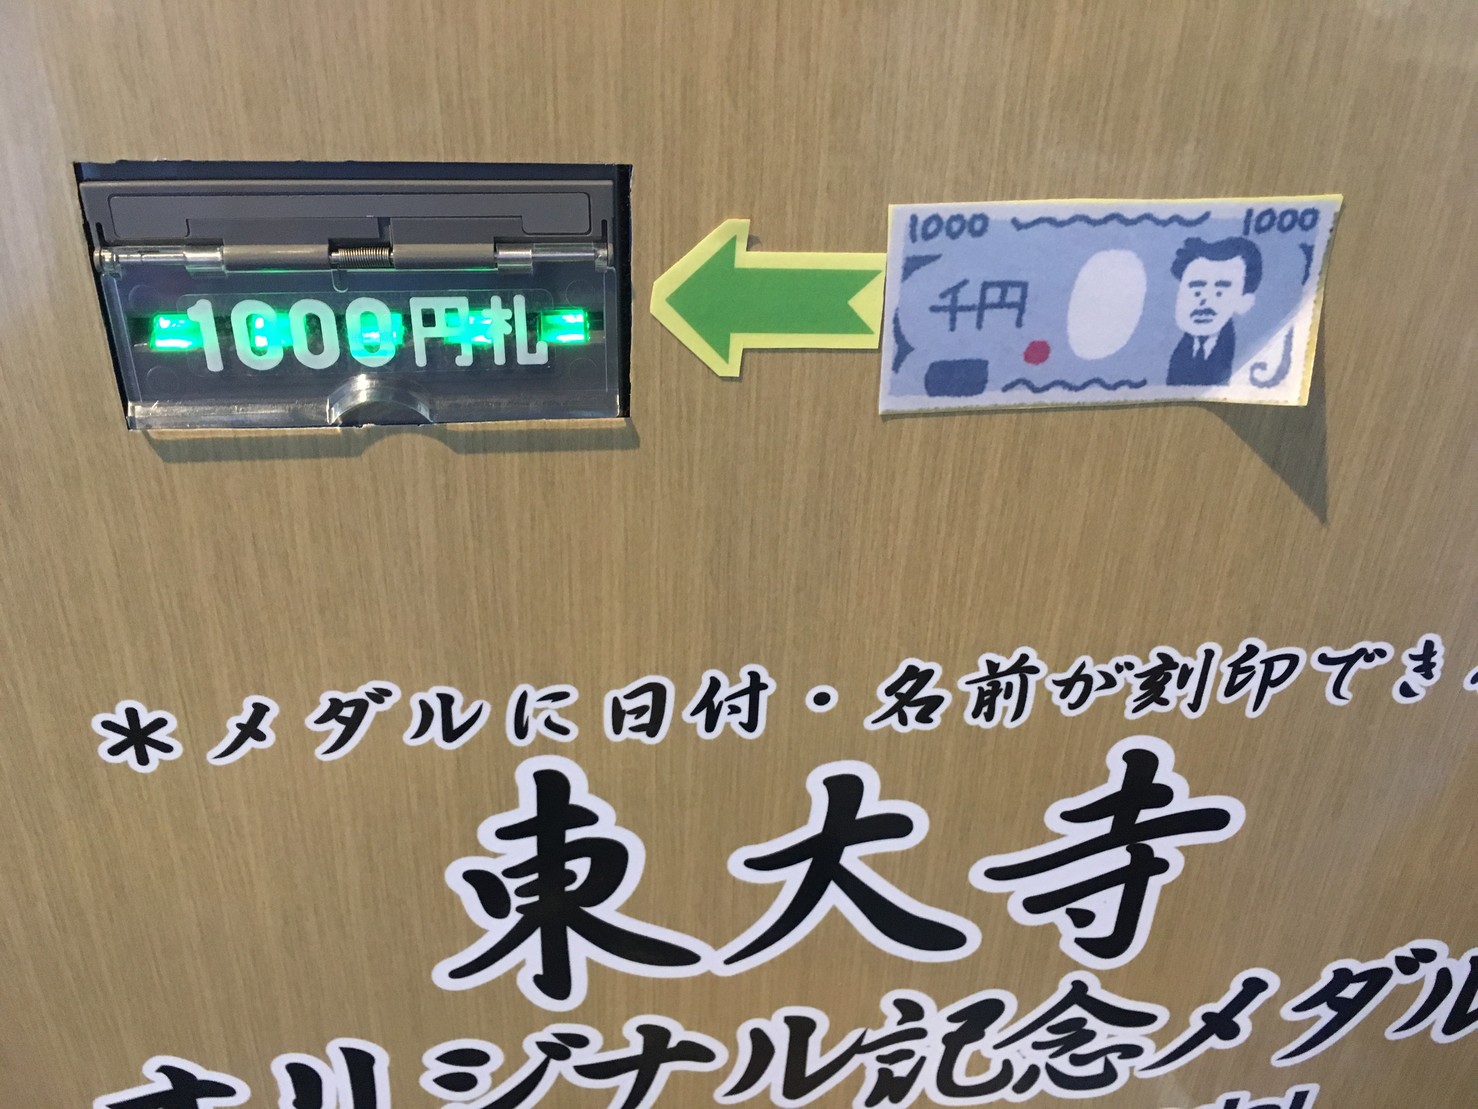 1000円札
1000 1000
千円
*メダルに日付・名前が刻印でき
東大寺
オリジナル記念メダル